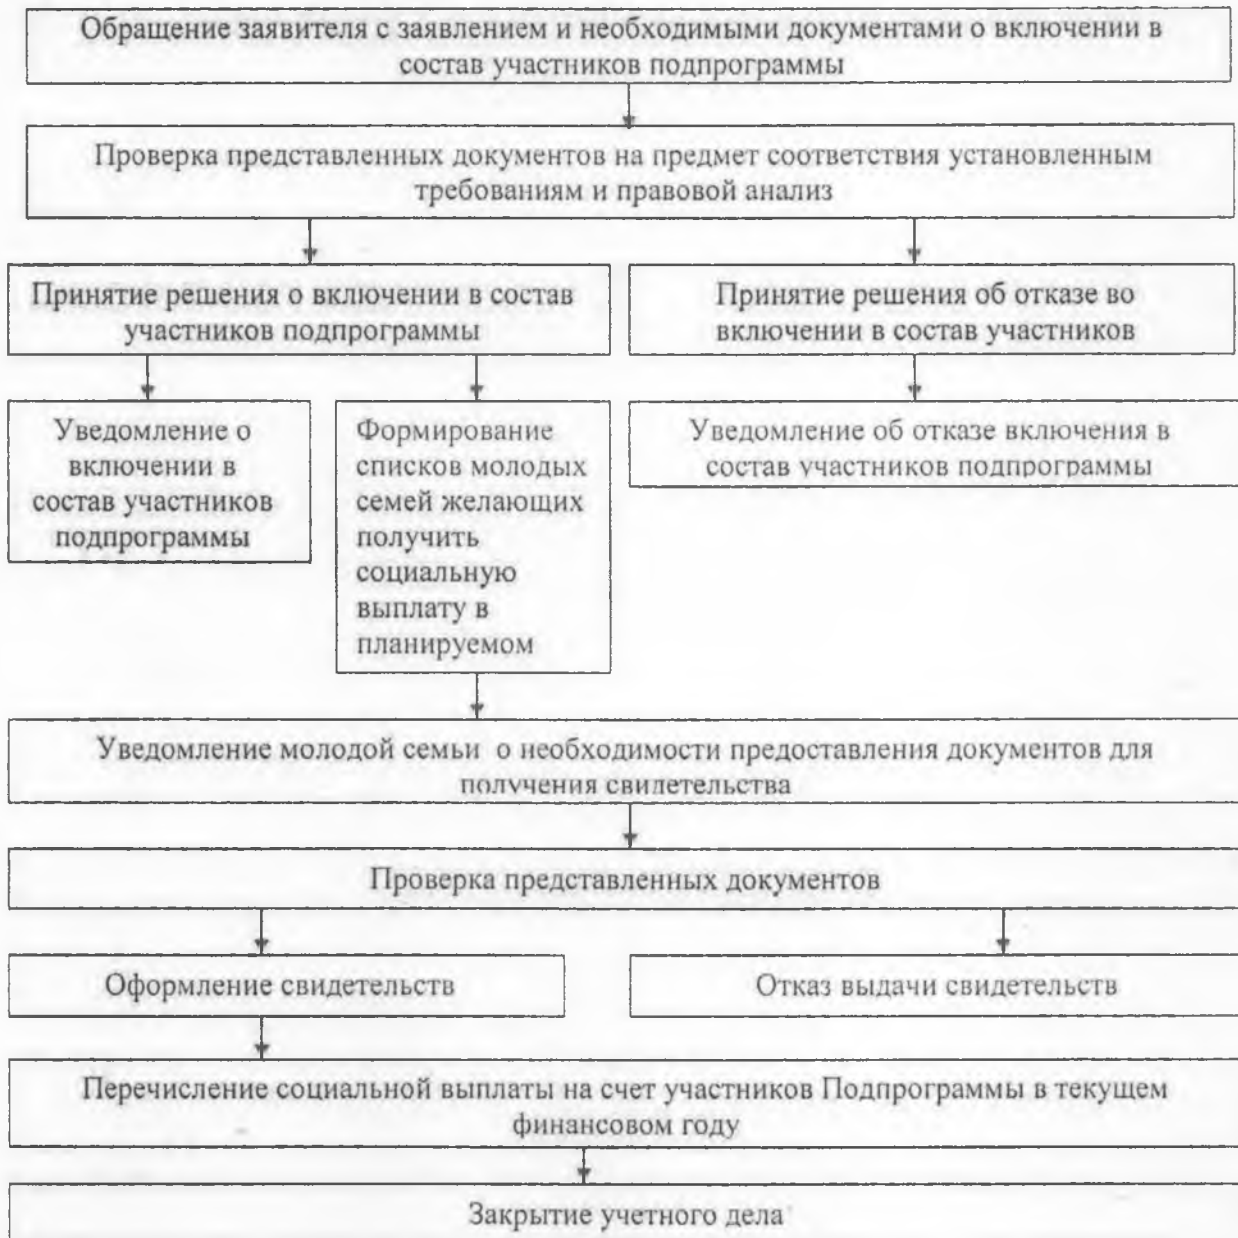 Обращение заявителя с заявлением и необходимыми документами о включении в
состав участников подпрограммы
Проверка представленных документов на предмет соответствия установленным
требованиям и правовой анализ
Принятие решения о включении в состав
участников подпрограммы
Принятие решения об отказе во
включении в состав участников
Уведомление о
включении в
состав участников
подпрограммы
Формирование
списков молодых
семей желающих
получить
социальную
выплату в
планируемом
Уведомление об отказе включения в
состав участников подпрограммы
Уведомление молодой семьи о необходимости предоставления документов для
получения свидетельства
Проверка представленных документов
Оформление свидетельств
Отказ выдачи свидетельств
Перечисление социальной выплаты на счет участников Подпрограммы в текущем
финансовом году
Закрытие учетного дела